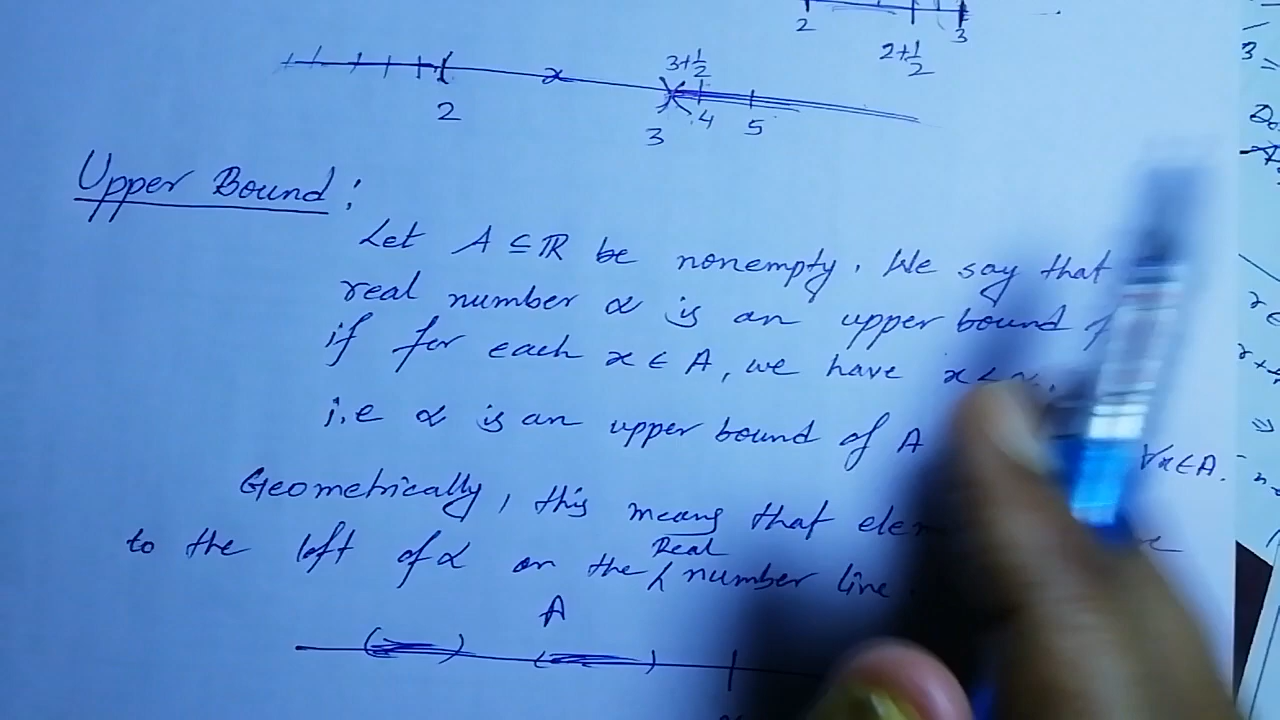 2 2+1/2 3
3+1/2
2 x 3 4 5
Upper Bound:
Let A ⊆ ℝ be nonempty. We say that
real number α is an upper bound
if for each x ∈ A, we have
i.e α is an upper bound of A ∀x∈A.
Geometrically, this means that
to the left of α on the Real number line.
A